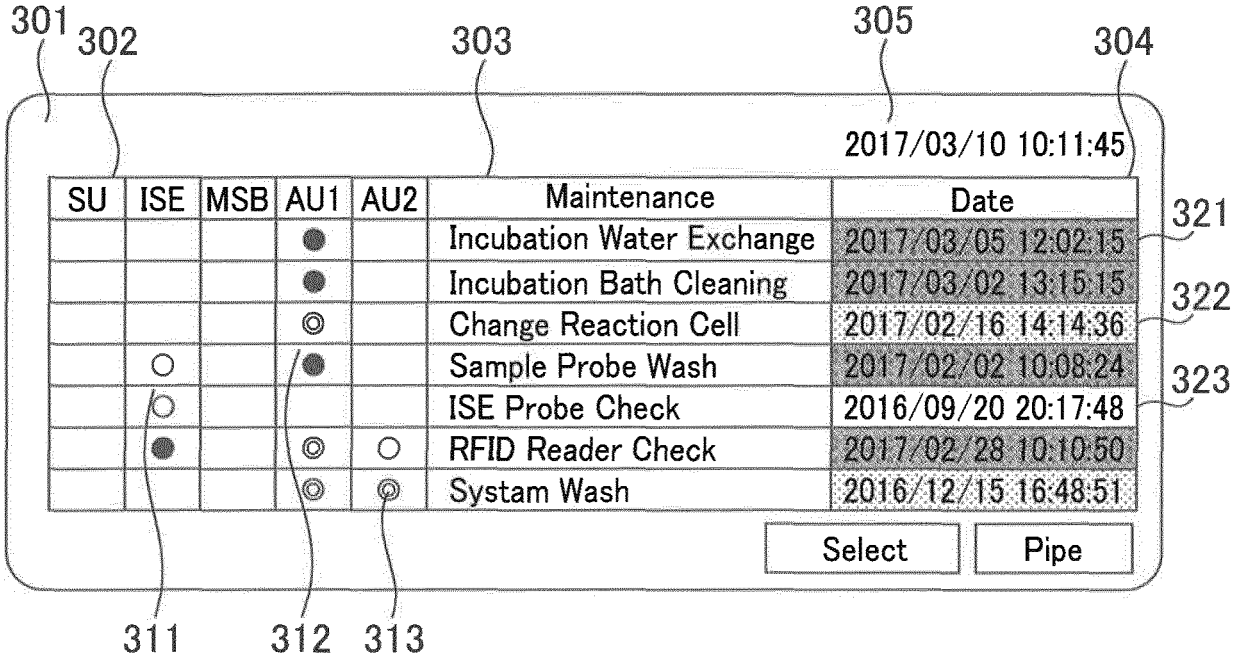 301 302 303 305 304
2017/03/10 10:11:45
SU ISE MSB AU1 AU2 Maintenance Date
321
● Incubation Water Exchange 2017/03/05 12:02:15
● Incubation Bath Cleaning 2017/03/02 13:15:15
322
◎ Change Reaction Cell 2017/02/16 14:14:36
○ ● Sample Probe Wash 2017/02/02 10:08:24
323
○ ISE Probe Check 2016/09/20 20:17:48
● ◎ ○ RFID Reader Check 2017/02/28 10:10:50
◎ ◎ Systam Wash 2016/12/15 16:48:51
Select Pipe
311 312 313